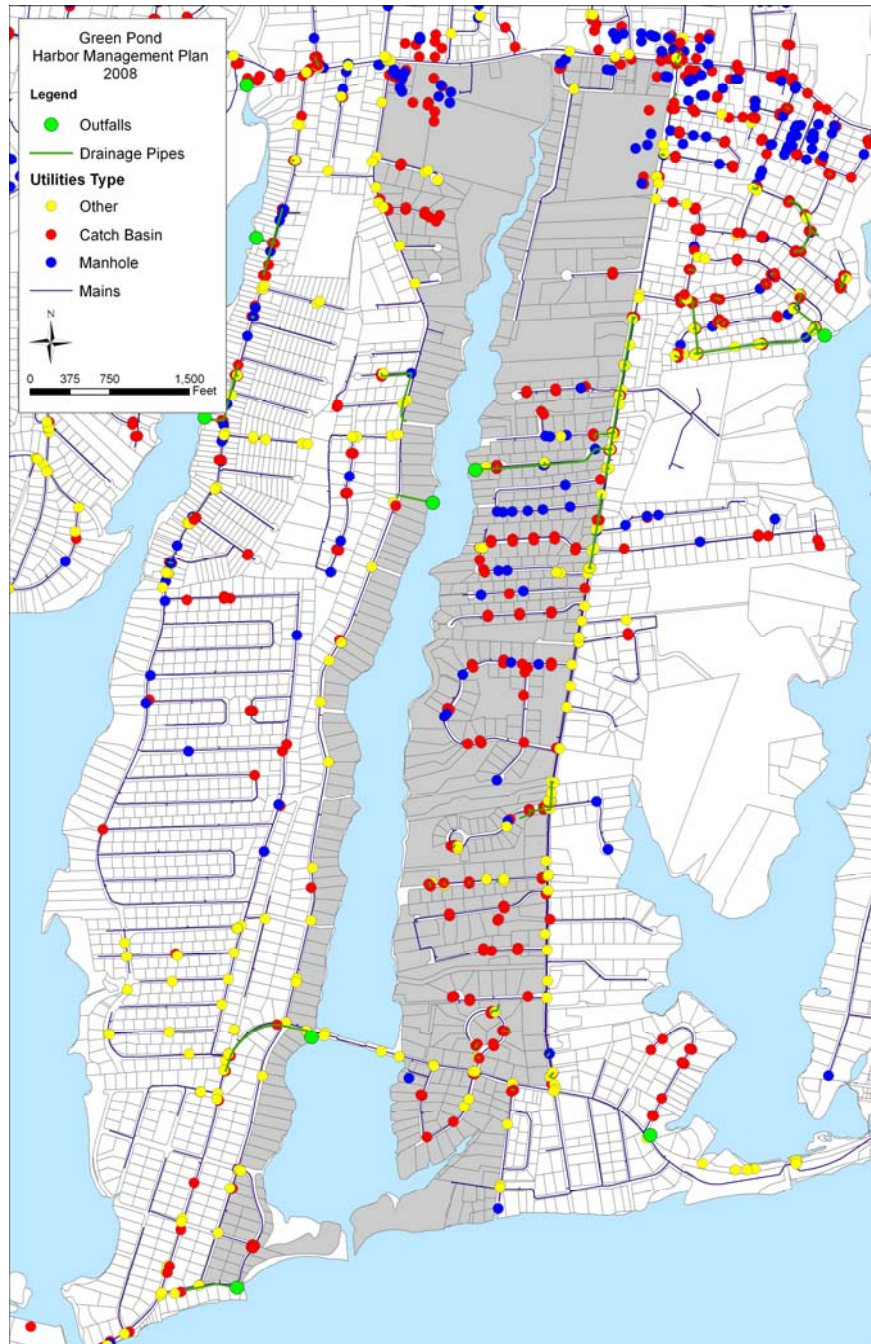 Green Pond
Harbor Management Plan
2008
Legend
Outfalls
Drainage Pipes
Utilities Type
Other
Catch Basin
Manhole
Mains
N
0 375 750 1,500
Feet